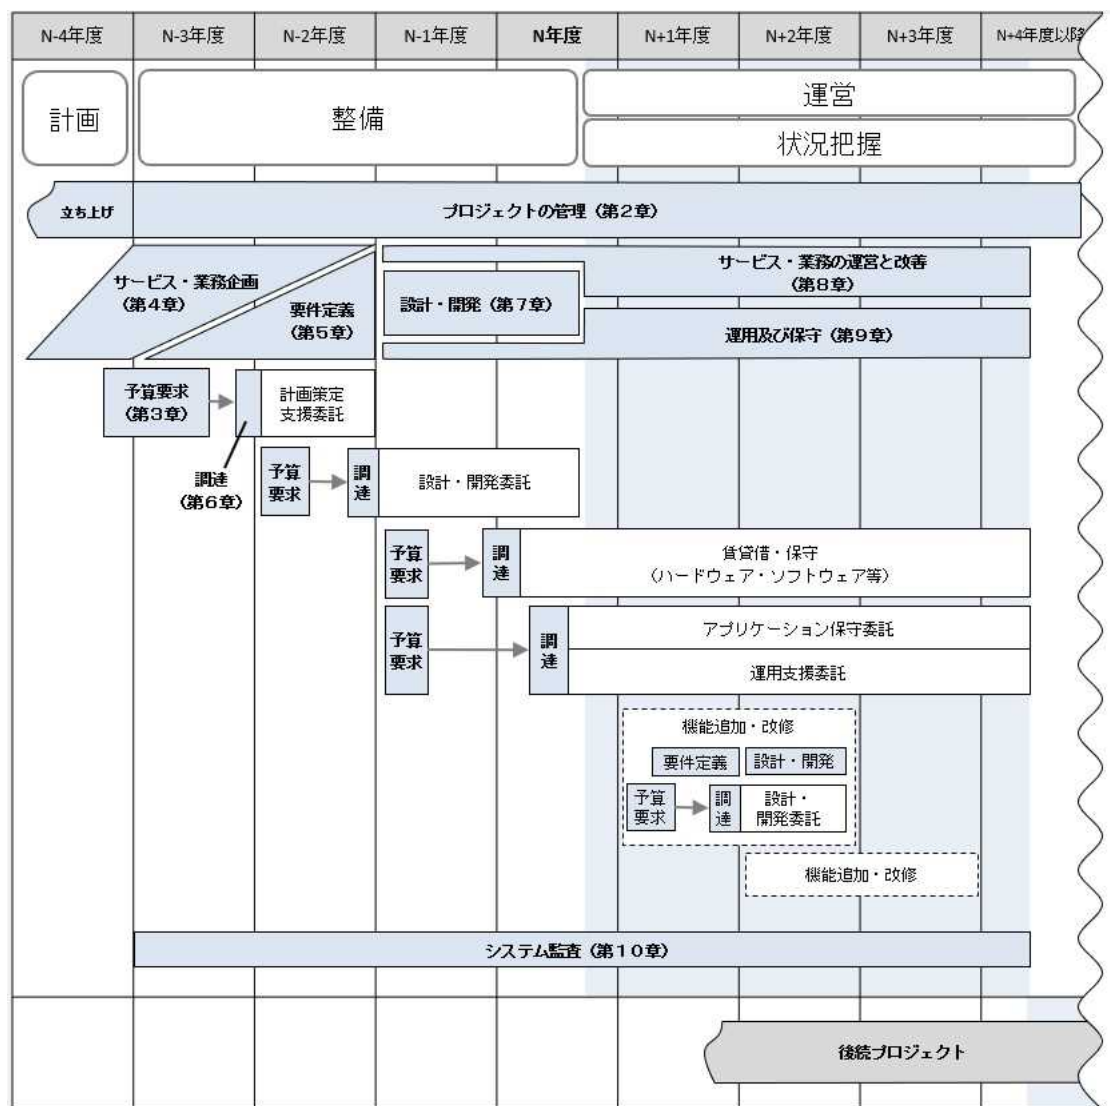 N-4年度
N-3年度
N-2年度
N-1年度
N年度
N+1年度
N+2年度
N+3年度
N+4年度以降
計画
整備
運営
状況把握
立ち上げ
プロジェクトの管理（第２章）
サービス・業務企画
（第４章）
要件定義
（第５章）
設計・開発（第７章）
サービス・業務の運営と改善
（第８章）
運用及び保守（第９章）
予算要求
（第３章）
計画策定
支援委託
調達
（第６章）
予算
要求
調
達
設計・開発委託
予算
要求
調
達
賃貸借・保守
（ハードウェア・ソフトウェア等）
予算
要求
調
達
アプリケーション保守委託
運用支援委託
機能追加・改修
要件定義
設計・開発
予算
要求
調
達
設計・
開発委託
機能追加・改修
システム監査（第１０章）
後続プロジェクト